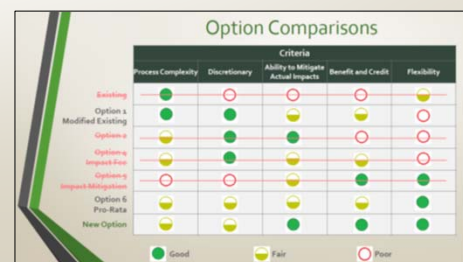 Option Comparisons
Criteria
Process Complexity Discretionary Ability to Mitigate Actual Impacts Benefit and Credit Flexibility
Existing
Option 1
Modified Existing
Option 2
Option 4
Impact Fee
Option 5
Impact Mitigation
Option 6
Pro-Rata
New Option
Good Fair Poor